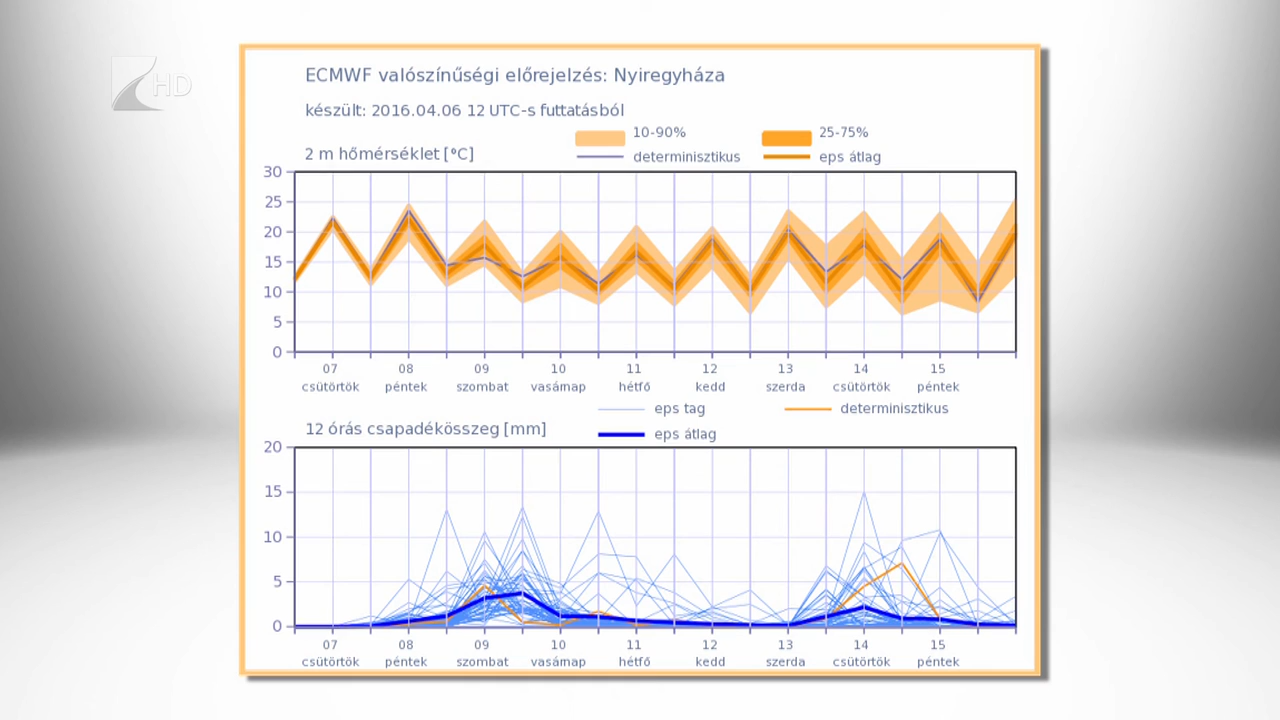 HD
ECMWF valószínűségi előrejelzés: Nyiregyháza
készült: 2016.04.06 12 UTC-s futtatásból
10-90% 25-75%
2 m hőmérséklet [°C] determinisztikus eps átlag
30
25
20
15
10
5
0
07 08 09 10 11 12 13 14 15
csütörtök péntek szombat vasárnap hétfő kedd szerda csütörtök péntek
eps tag determinisztikus
12 órás csapadékösszeg [mm] eps átlag
20
15
10
5
0
07 08 09 10 11 12 13 14 15
csütörtök péntek szombat vasárnap hétfő kedd szerda csütörtök péntek